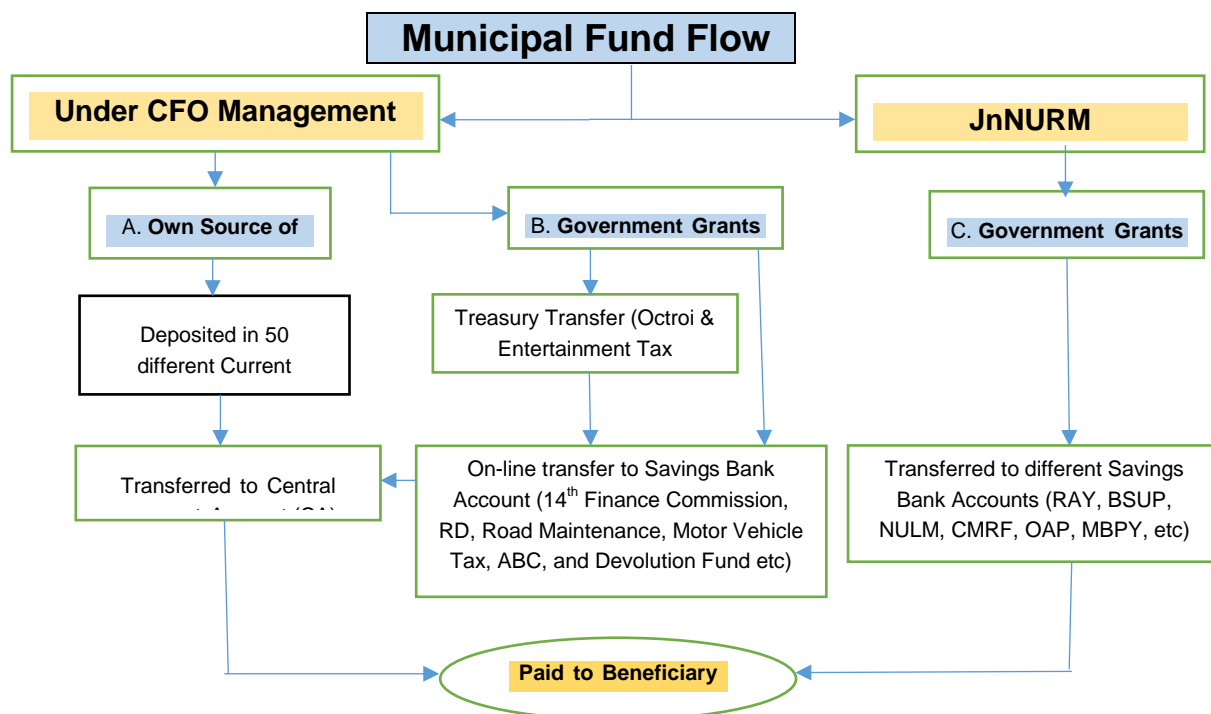 Municipal Fund Flow
Under CFO Management
JnNURM
A. Own Source of
B. Government Grants
C. Government Grants
Deposited in 50
different Current
Treasury Transfer (Octroi &
Entertainment Tax
Transferred to Central
Account (CA)
On-line transfer to Savings Bank
Account (14th Finance Commission,
RD, Road Maintenance, Motor Vehicle
Tax, ABC, and Devolution Fund etc)
Transferred to different Savings
Bank Accounts (RAY, BSUP,
NULM, CMRF, OAP, MBPY, etc)
Paid to Beneficiary